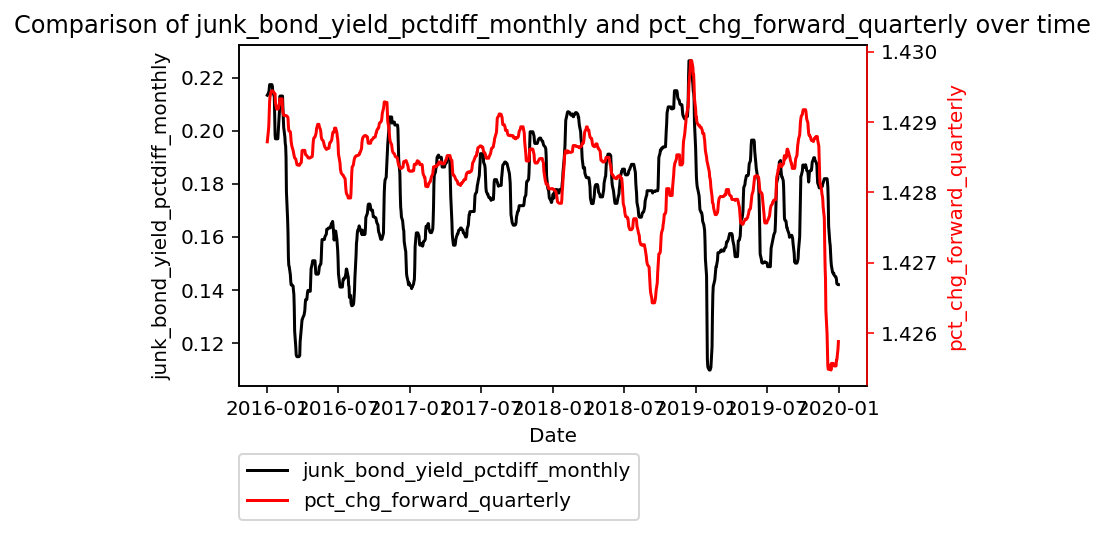 Comparison of junk_bond_yield_pctdiff_monthly and pct_chg_forward_quarterly over time
junk_bond_yield_pctdiff_monthly
0.22
0.20
0.18
0.16
0.14
0.12
1.430
1.429
1.428
1.427
1.426
pct_chg_forward_quarterly
2016-01 2016-07 2017-01 2017-07 2018-01 2018-07 2019-01 2019-07 2020-01
Date
junk_bond_yield_pctdiff_monthly
pct_chg_forward_quarterly